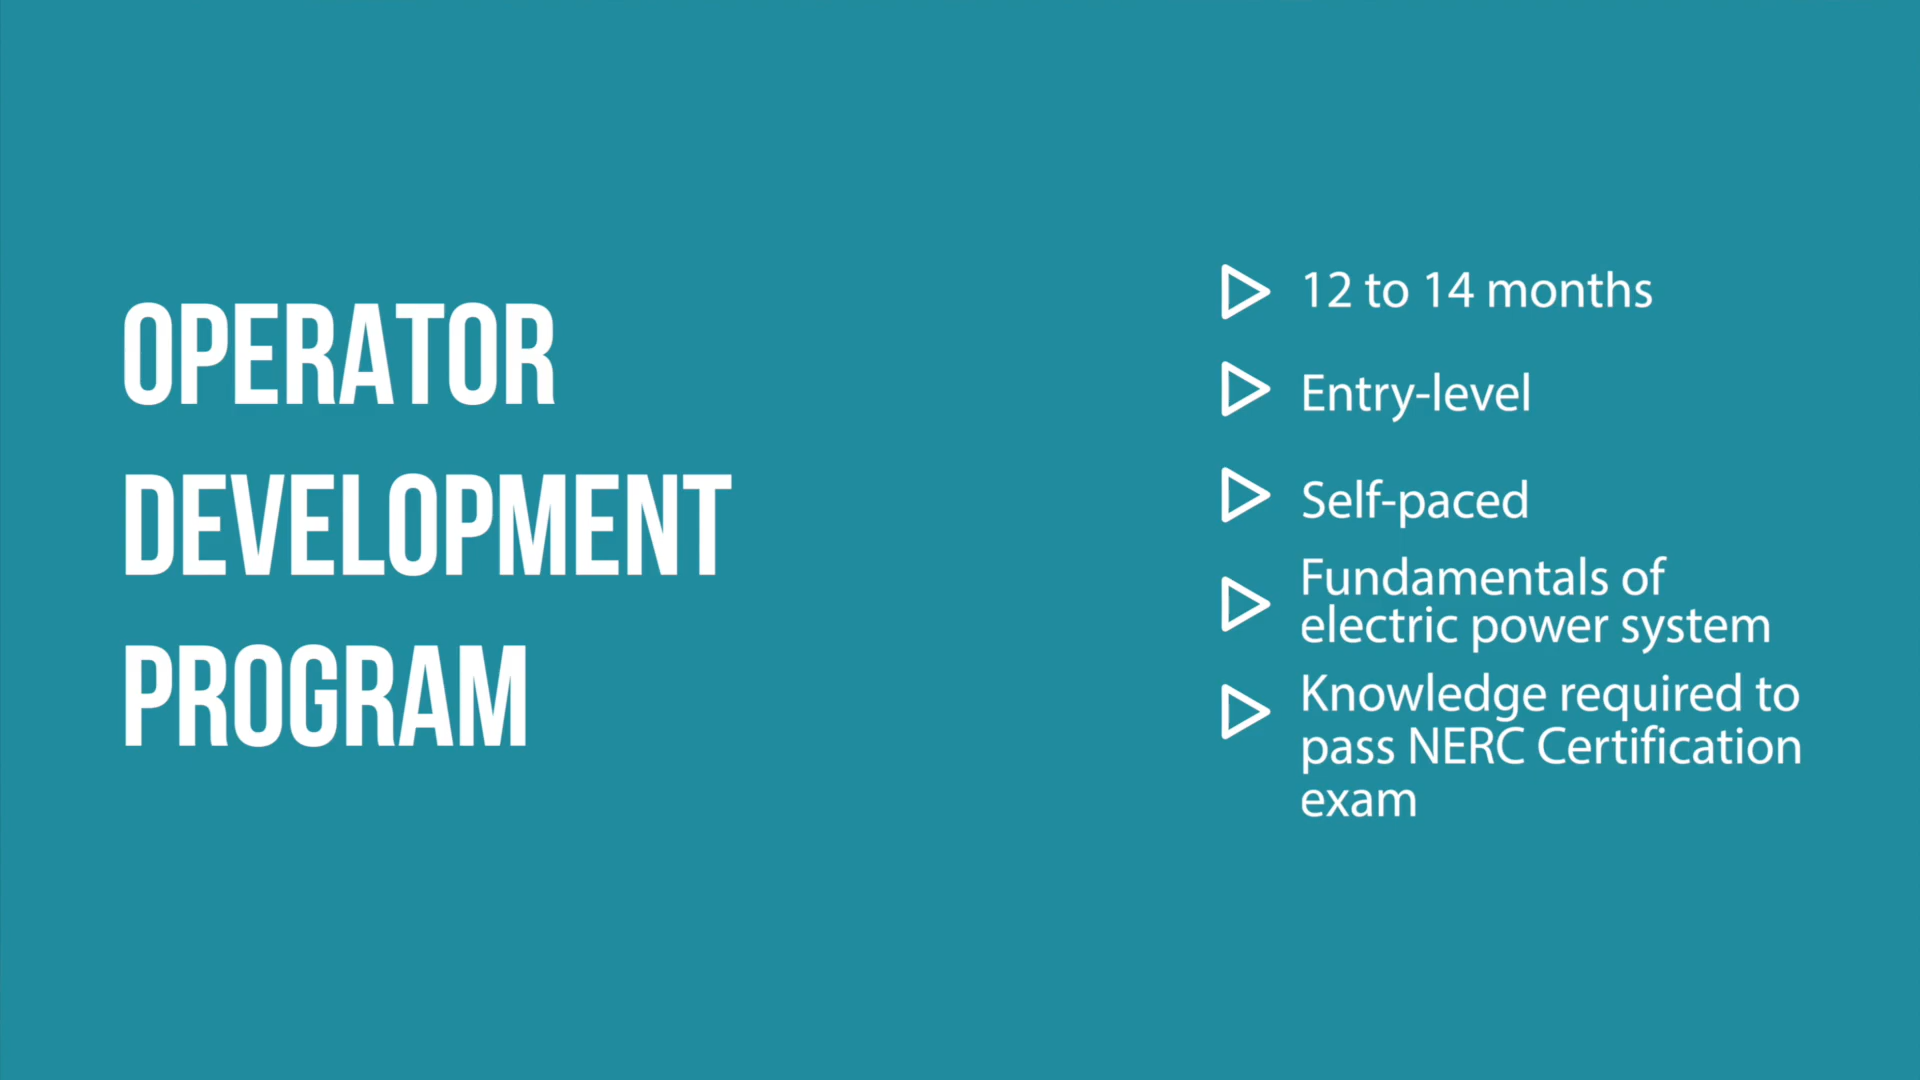 OPERATOR
DEVELOPMENT
PROGRAM
12 to 14 months
Entry-level
Self-paced
Fundamentals of
electric power system
Knowledge required to
pass NERC Certification
exam